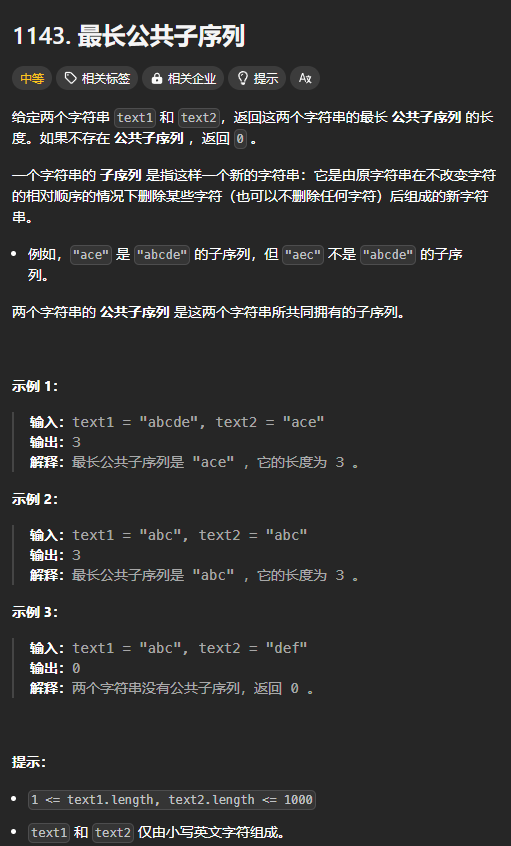 1143. 最长公共子序列
中等 相关标签 相关企业 提示
给定两个字符串 text1 和 text2，返回这两个字符串的最长 公共子序列 的长
度。如果不存在 公共子序列 ，返回 0 。
一个字符串的 子序列 是指这样一个新的字符串：它是由原字符串在不改变字符
的相对顺序的情况下删除某些字符（也可以不删除任何字符）后组成的新字符
串。
例如，"ace" 是 "abcde" 的子序列，但 "aec" 不是 "abcde" 的子序
列。
两个字符串的 公共子序列 是这两个字符串所共同拥有的子序列。
示例 1：
输入：text1 = "abcde", text2 = "ace"
输出：3
解释：最长公共子序列是 "ace" ，它的长度为 3 。
示例 2：
输入：text1 = "abc", text2 = "abc"
输出：3
解释：最长公共子序列是 "abc" ，它的长度为 3 。
示例 3：
输入：text1 = "abc", text2 = "def"
输出：0
解释：两个字符串没有公共子序列，返回 0 。
提示：
1 <= text1.length, text2.length <= 1000
text1 和 text2 仅由小写英文字符组成。